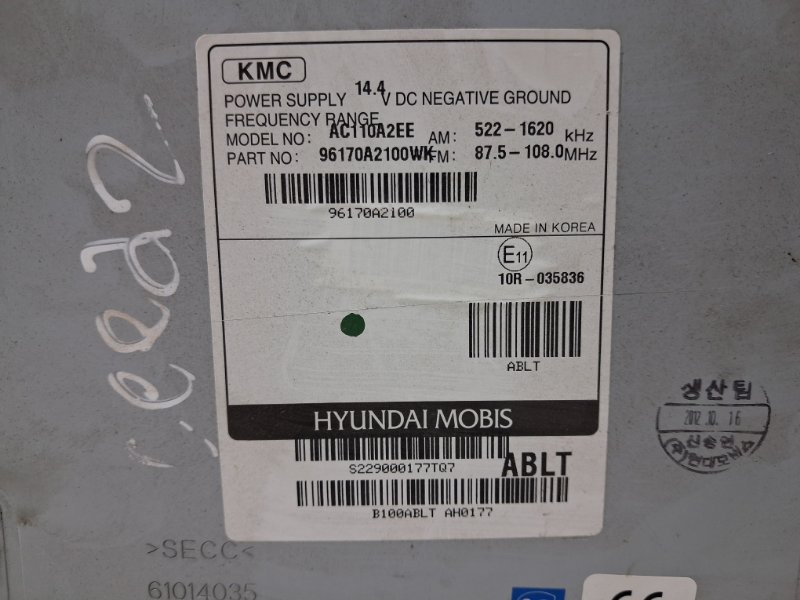 KMC
POWER SUPPLY 14.4 V DC NEGATIVE GROUND
FREQUENCY RANGE
MODEL NO: AC110A2EE AM: 522-1620 kHz
PART NO: 96170A2100WK FM: 87.5-108.0 MHz
96170A2100
MADE IN KOREA
E11
10R-035836
ABLT
HYUNDAI MOBIS
S229000177TQ7 ABLT
B100ABLT AH0177
c,eed2
생산팀
2012.10.16
>SECC<
61014035